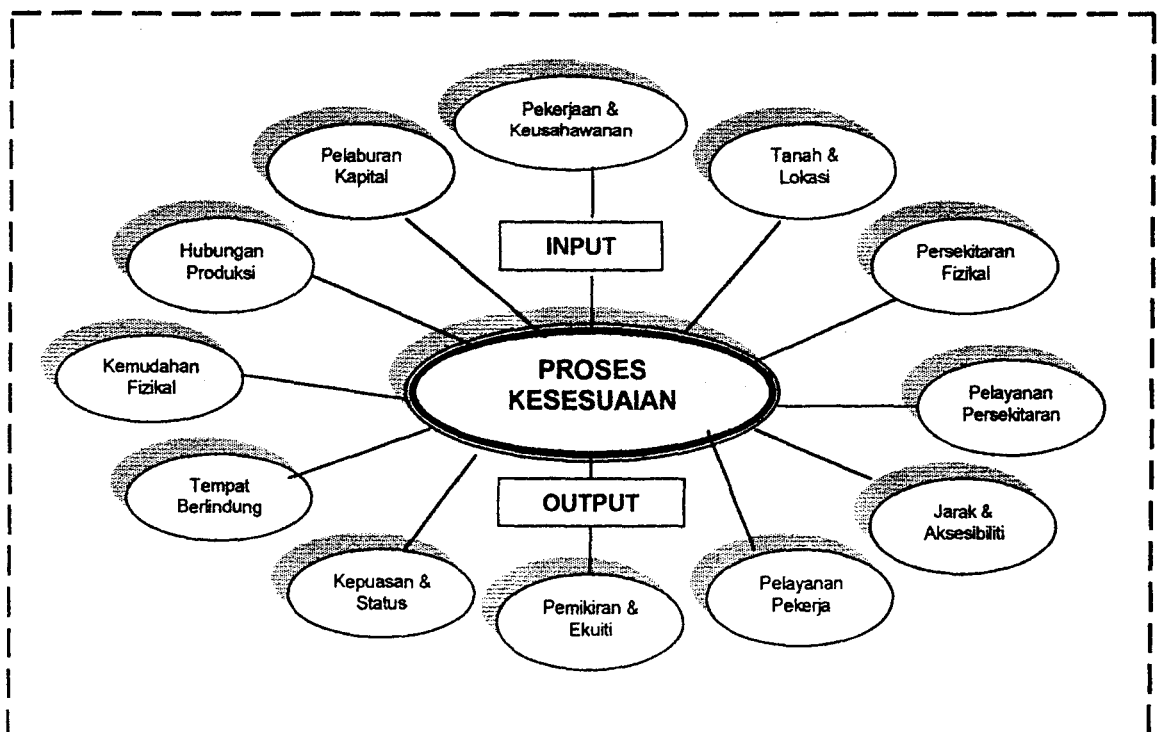 Pekerjaan &
Keusahawanan
Pelaburan
Kapital
Tanah &
Lokasi
Hubungan
Produksi
INPUT
Persekitaran
Fizikal
Kemudahan
Fizikal
PROSES
KESESUAIAN
Pelayanan
Persekitaran
Tempat
Berlindung
OUTPUT
Jarak &
Aksesibiliti
Kepuasan &
Status
Pemikiran &
Ekuiti
Pelayanan
Pekerja